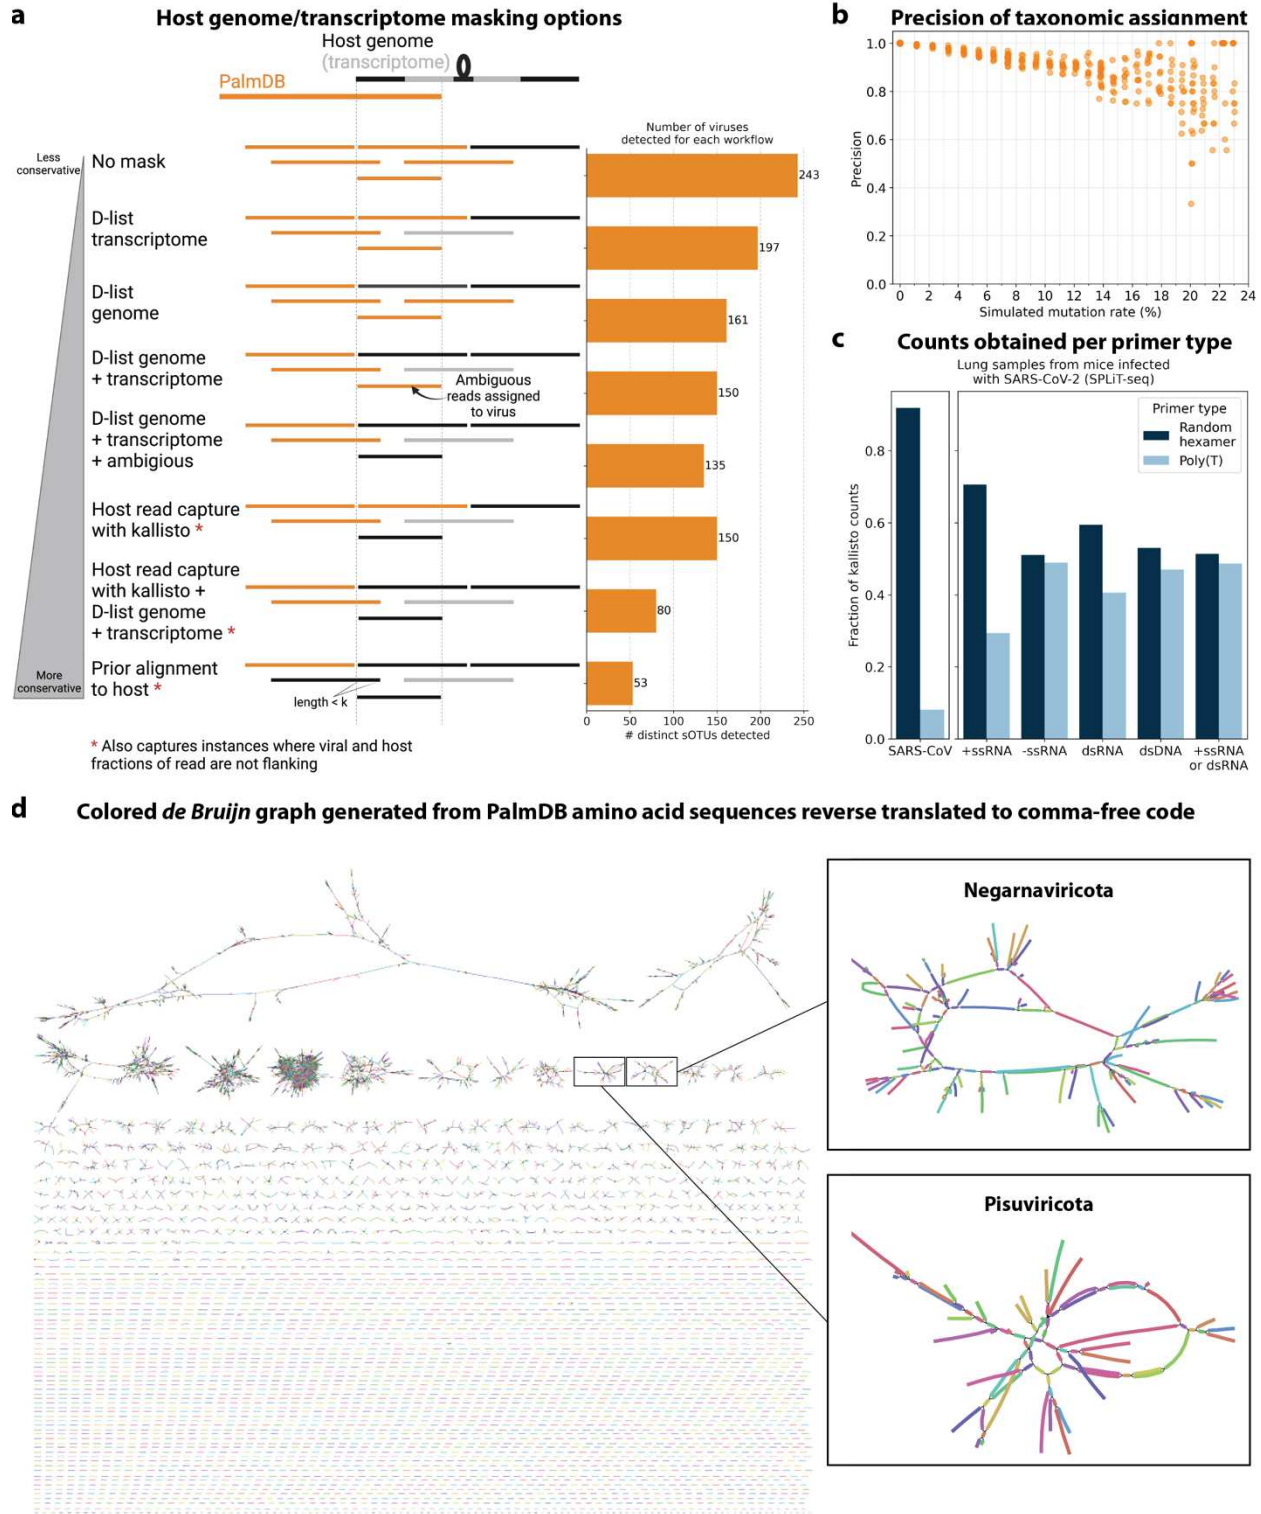 a
Host genome/transcriptome masking options
Host genome
(transcriptome)
PalmDB
Number of viruses
detected for each workflow
Less
conservative
No mask
243
D-list
transcriptome
197
D-list
genome
161
D-list genome
+ transcriptome
Ambiguous
reads assigned
to virus
150
D-list genome
+ transcriptome
+ ambigious
135
Host read capture
with kallisto *
150
Host read capture
with kallisto +
D-list genome
+ transcriptome *
80
More
conservative
Prior alignment
to host *
length < k
53
0 50 100 150 200 250
# distinct sOTUs detected
* Also captures instances where viral and host
fractions of read are not flanking
b
Precision of taxonomic assignment
1.0
0.8
0.6
0.4
0.2
0.0
Precision
0 2 4 6 8 10 12 14 16 18 20 22 24
Simulated mutation rate (%)
c
Counts obtained per primer type
Lung samples from mice infected
with SARS-CoV-2 (SPLiT-seq)
Primer type
Random
hexamer
Poly(T)
0.8
0.6
0.4
0.2
0.0
Fraction of kallisto counts
SARS-CoV +ssRNA -ssRNA dsRNA dsDNA +ssRNA
or dsRNA
d
Colored de Bruijn graph generated from PalmDB amino acid sequences reverse translated to comma-free code
Negarnaviricota
Pisuviricota